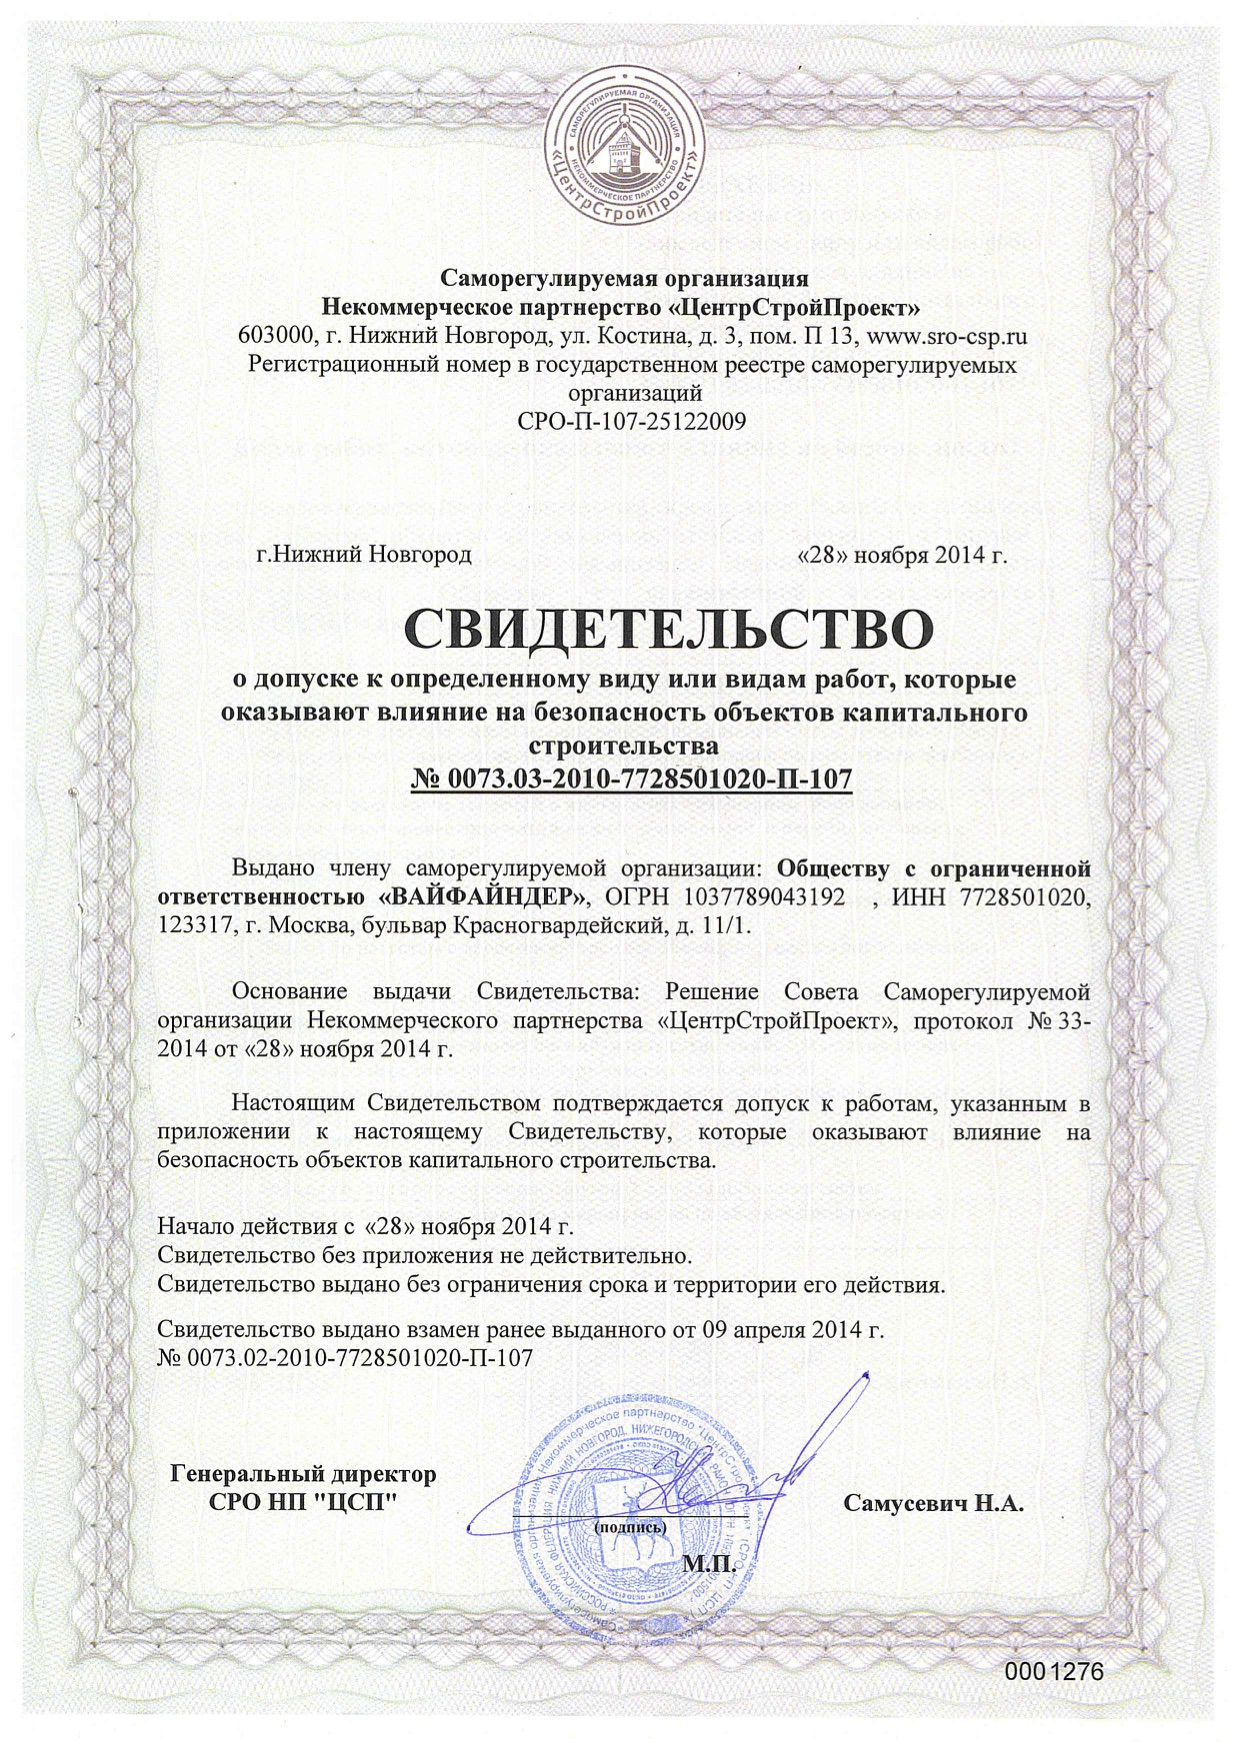 САМОРЕГУЛИРУЕМАЯ ОРГАНИЗАЦИЯ
НЕКОММЕРЧЕСКОЕ ПАРТНЕРСТВО
«ЦентрСтройПроект»
Саморегулируемая организация
Некоммерческое партнерство «ЦентрСтройПроект»
603000, г. Нижний Новгород, ул. Костина, д. 3, пом. П 13, www.sro-csp.ru
Регистрационный номер в государственном реестре саморегулируемых
организаций
СРО-П-107-25122009
г.Нижний Новгород «28» ноября 2014 г.
СВИДЕТЕЛЬСТВО
о допуске к определенному виду или видам работ, которые
оказывают влияние на безопасность объектов капитального
строительства
№ 0073.03-2010-7728501020-П-107
Выдано члену саморегулируемой организации: Обществу с ограниченной
ответственностью «ВАЙФАЙНДЕР», ОГРН 1037789043192 , ИНН 7728501020,
123317, г. Москва, бульвар Красногвардейский, д. 11/1.
Основание выдачи Свидетельства: Решение Совета Саморегулируемой
организации Некоммерческого партнерства «ЦентрСтройПроект», протокол № 33-
2014 от «28» ноября 2014 г.
Настоящим Свидетельством подтверждается допуск к работам, указанным в
приложении к настоящему Свидетельству, которые оказывают влияние на
безопасность объектов капитального строительства.
Начало действия с «28» ноября 2014 г.
Свидетельство без приложения не действительно.
Свидетельство выдано без ограничения срока и территории его действия.
Свидетельство выдано взамен ранее выданного от 09 апреля 2014 г.
№ 0073.02-2010-7728501020-П-107
Генеральный директор
СРО НП "ЦСП" Самусевич Н.А.
(подпись)
М.П.
0001276